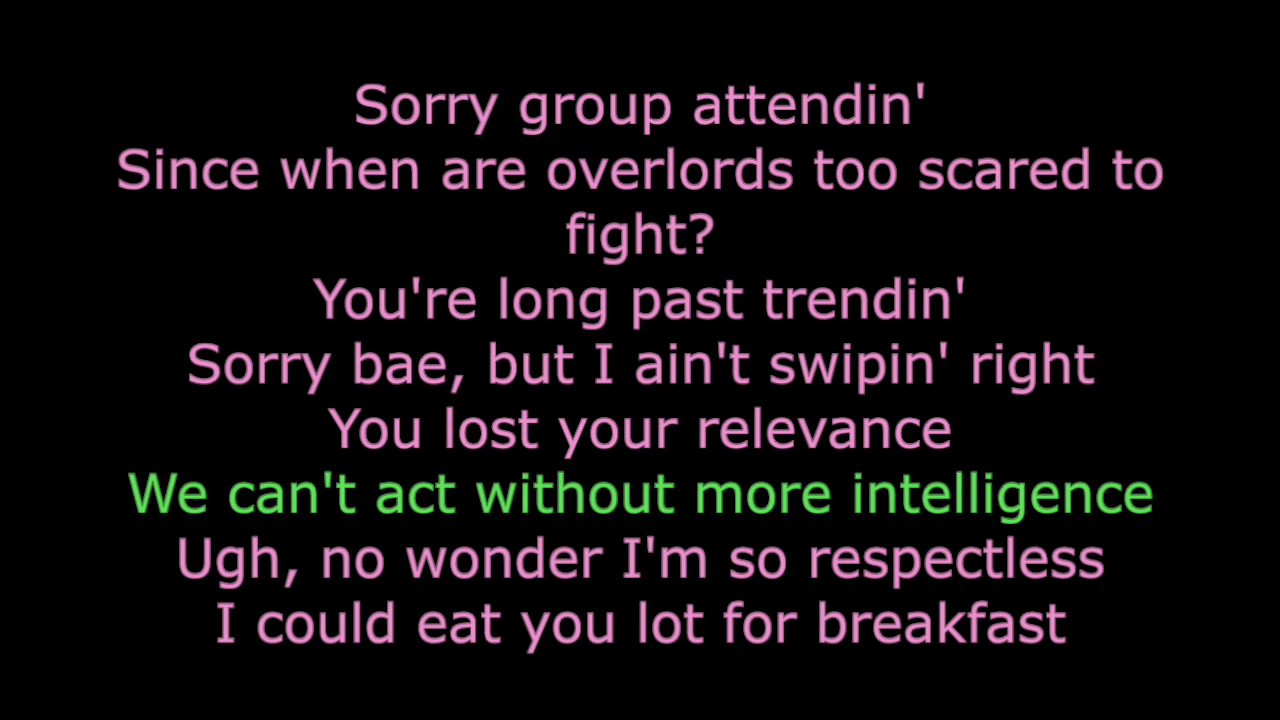 Sorry group attendin'
Since when are overlords too scared to
fight?
You're long past trendin'
Sorry bae, but I ain't swipin' right
You lost your relevance
We can't act without more intelligence
Ugh, no wonder I'm so respectless
I could eat you lot for breakfast